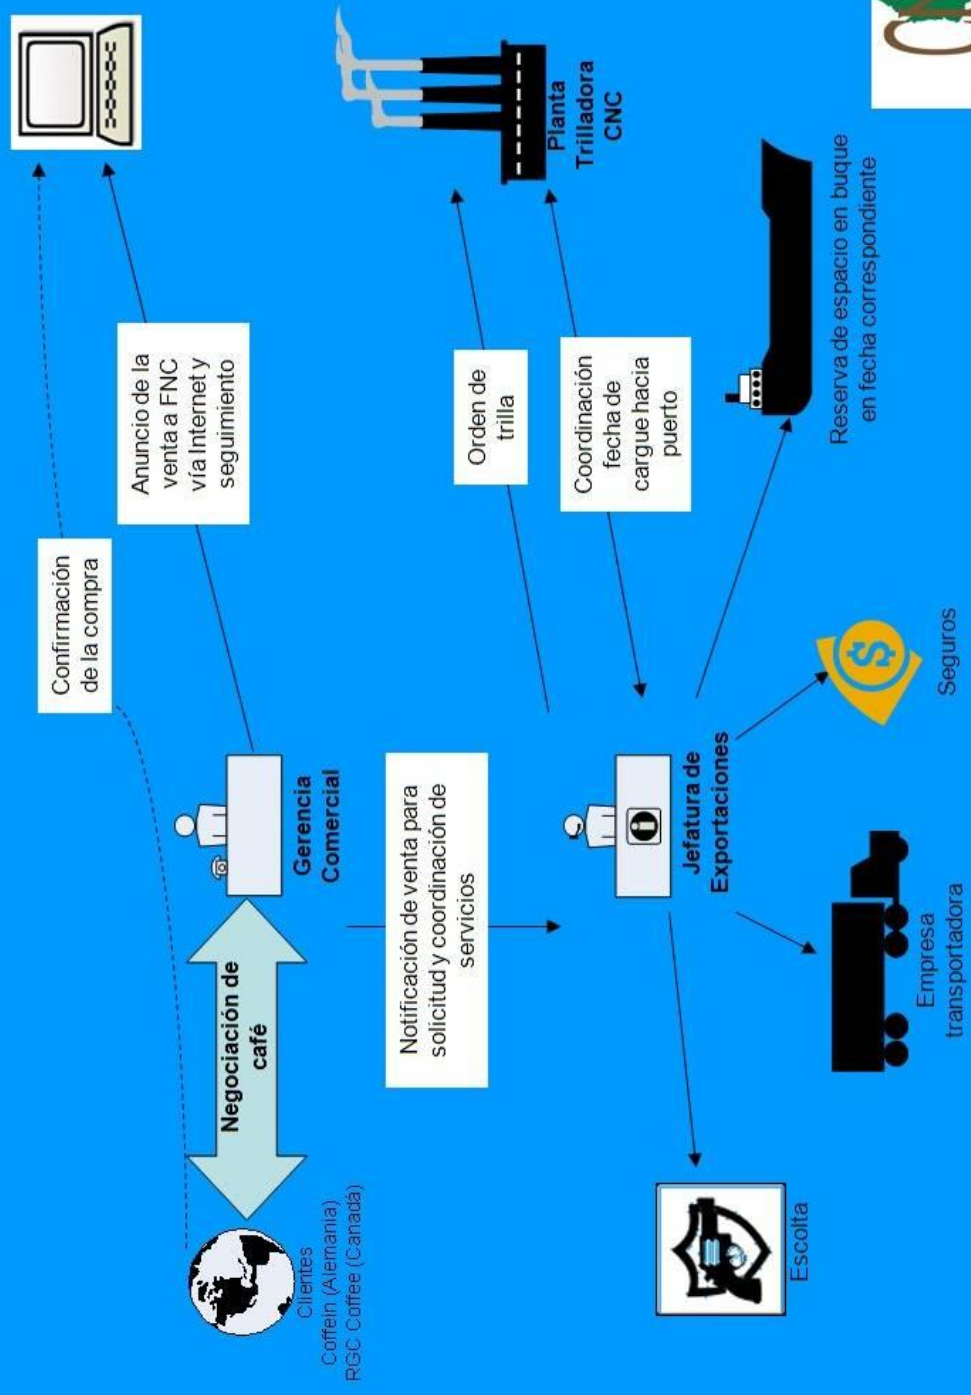 Confirmación
de la compra
Anuncio de la
venta a FNC
vía Internet y
seguimiento
Negociación de
café
Clientes
Coffein (Alemania)
RGC Coffee (Canadá)
Gerencia
Comercial
Notificación de venta para
solicitud y coordinación de
servicios
Orden de
trilla
Planta
Trilladora
CNC
Coordinación
fecha de
cargue hacia
puerto
Jefatura de
Exportaciones
Escolta
Empresa
transportadora
Seguros
Reserva de espacio en buque
en fecha correspondiente